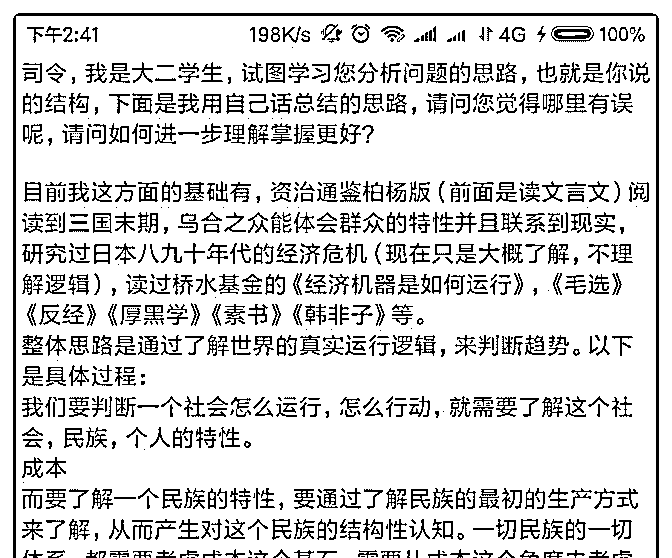 下午2:41 198K/s 4G 100%
司令，我是大二学生，试图学习您分析问题的思路，也就是你说
的结构，下面是我用自己话总结的思路，请问您觉得哪里有误
呢，请问如何进一步理解掌握更好？
目前我这方面的基础有，资治通鉴柏杨版（前面是读文言文）阅
读到三国末期，乌合之众能体会群众的特性并且联系到现实，
研究过日本八九十年代的经济危机（现在只是大概了解，不理
解逻辑），读过桥水基金的《经济机器是如何运行》，《毛选》
《反经》《厚黑学》《素书》《韩非子》等。
整体思路是通过了解世界的真实运行逻辑，来判断趋势。以下
是具体过程：
我们要判断一个社会怎么运行，怎么行动，就需要了解这个社
会，民族，个人的特性。
成本
而要了解一个民族的特性，要通过了解民族的最初的生产方式
来了解，从而产生对这个民族的结构性认知。一切民族的一切